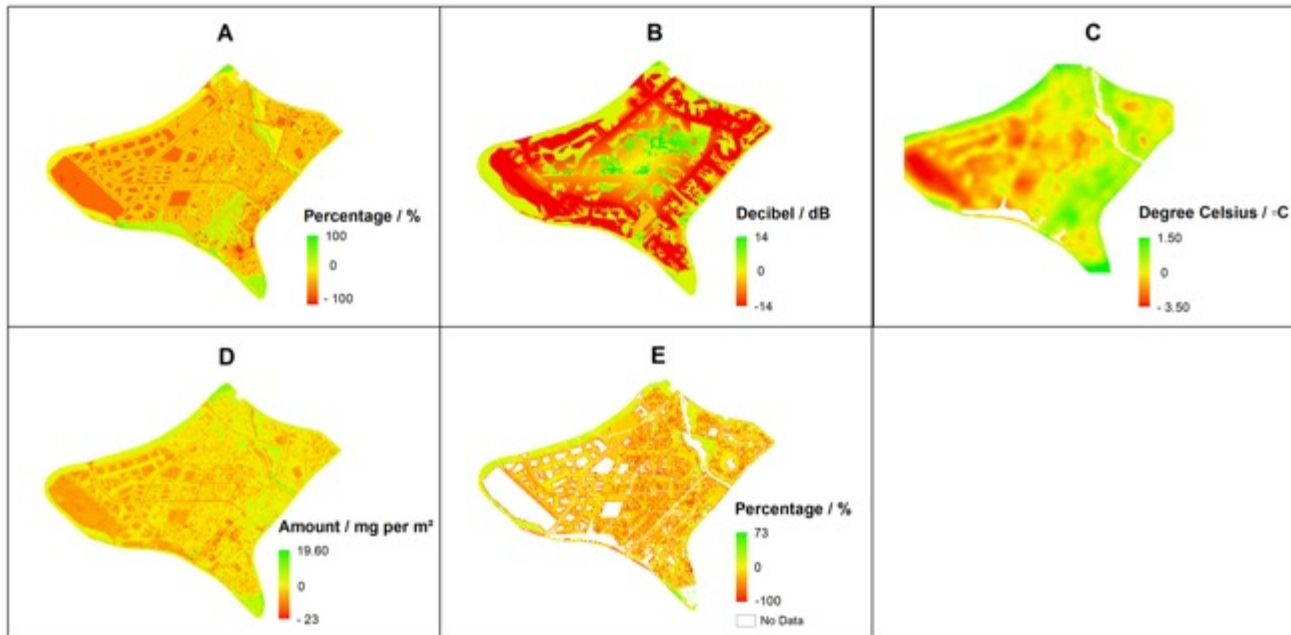 A
Percentage / %
100
0
- 100
B
Decibel / dB
14
0
-14
C
Degree Celsius / ◦C
1.50
0
- 3.50
D
Amount / mg per m²
19.60
0
- 23
E
Percentage / %
73
0
-100
No Data